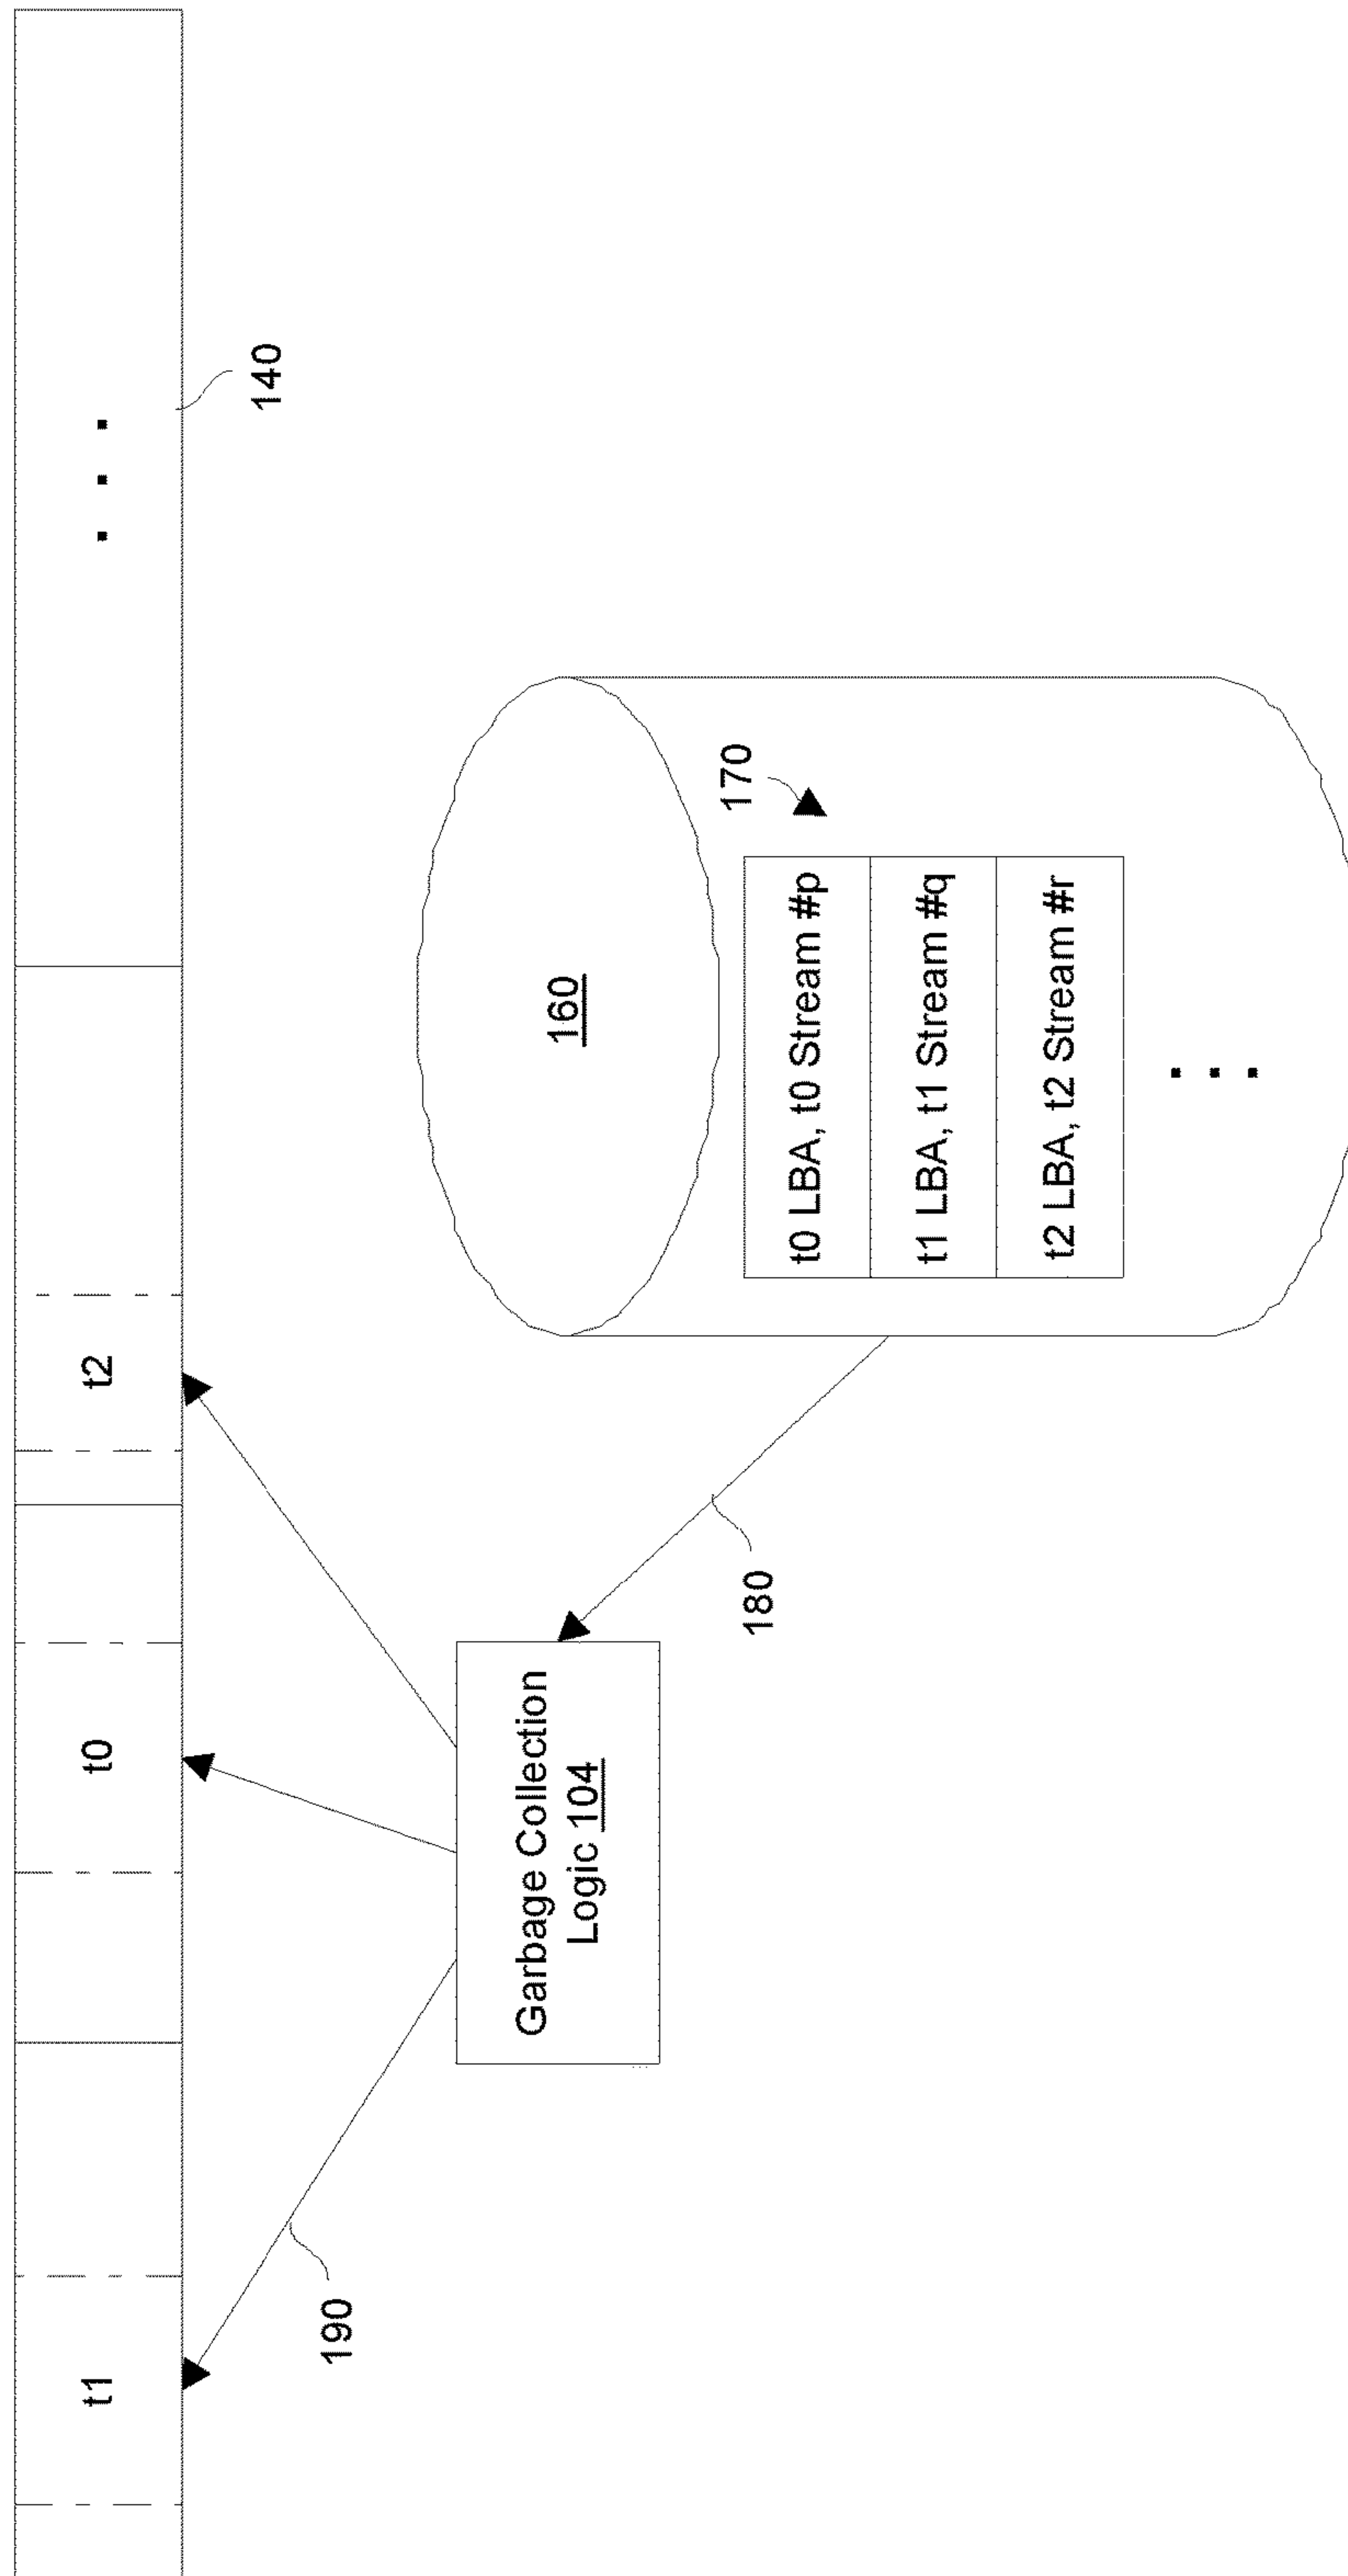 t1
t0
t2
. . .
140
190
Garbage Collection
Logic 104
180
160
170
t0 LBA, t0 Stream #p
t1 LBA, t1 Stream #q
t2 LBA, t2 Stream #r
. . .